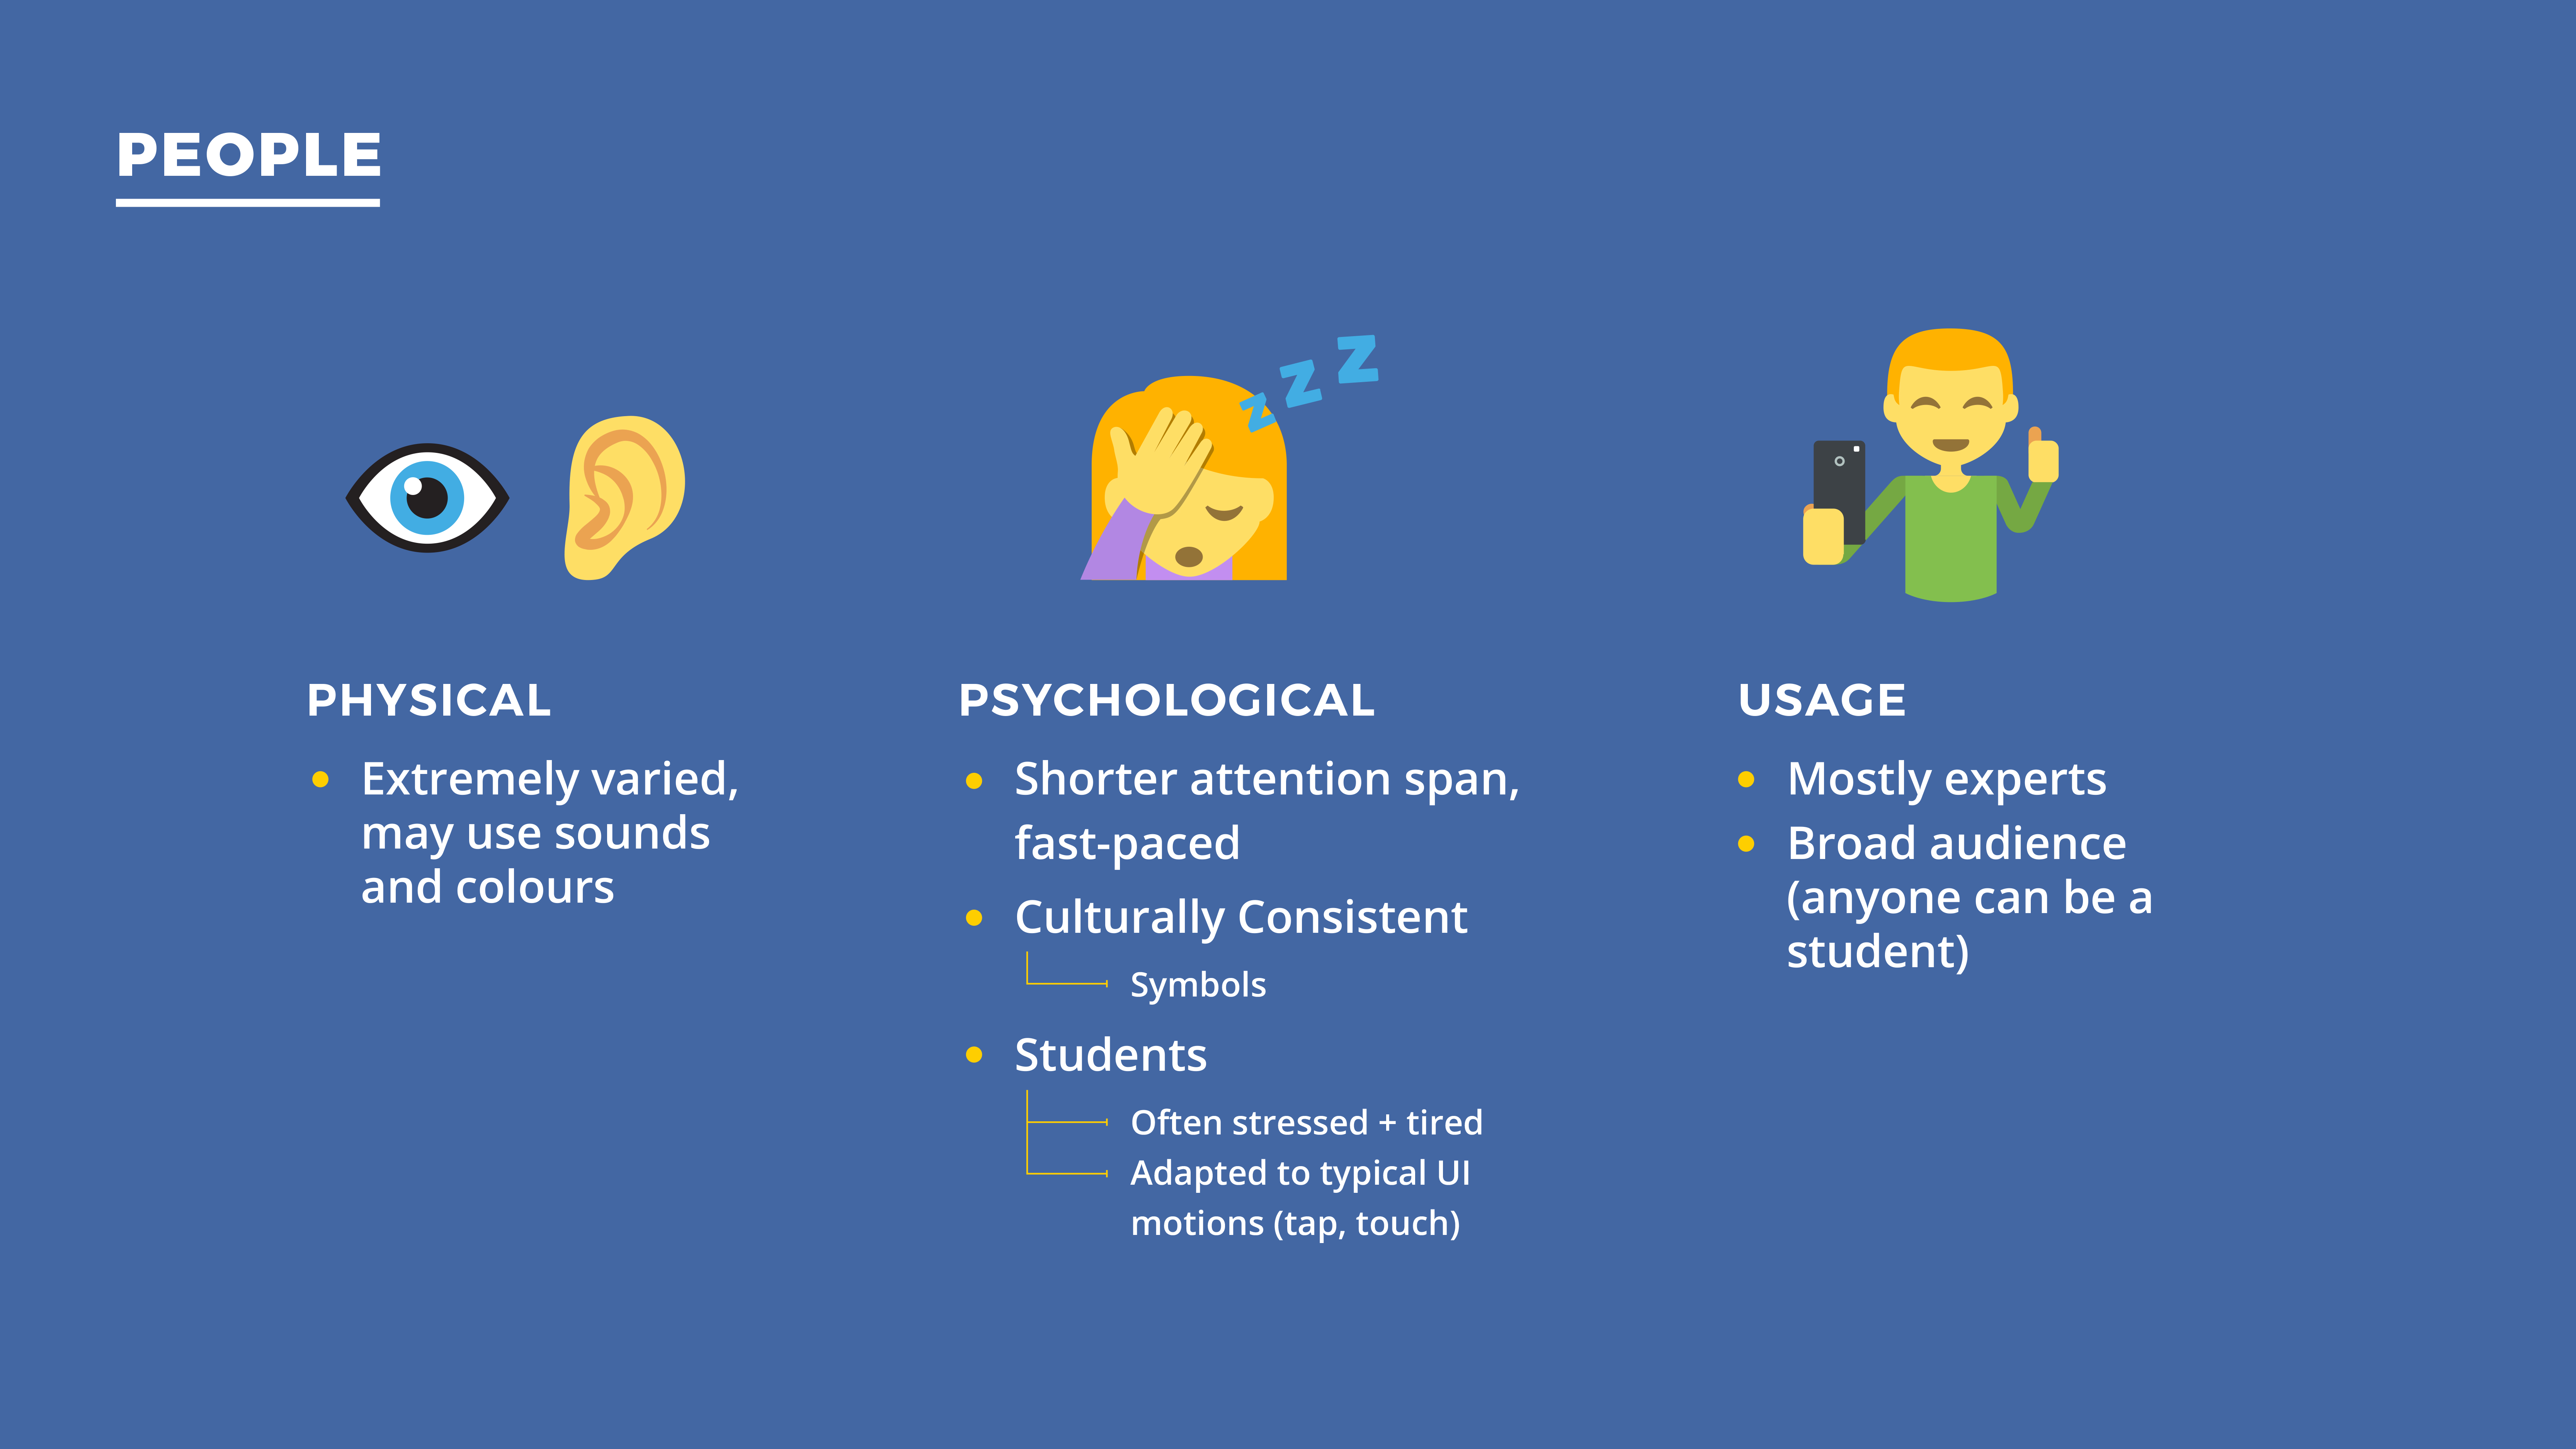 PEOPLE
z z z
PHYSICAL
Extremely varied,
may use sounds
and colours
PSYCHOLOGICAL
Shorter attention span,
fast-paced
Culturally Consistent
Symbols
Students
Often stressed + tired
Adapted to typical UI
motions (tap, touch)
USAGE
Mostly experts
Broad audience
(anyone can be a
student)